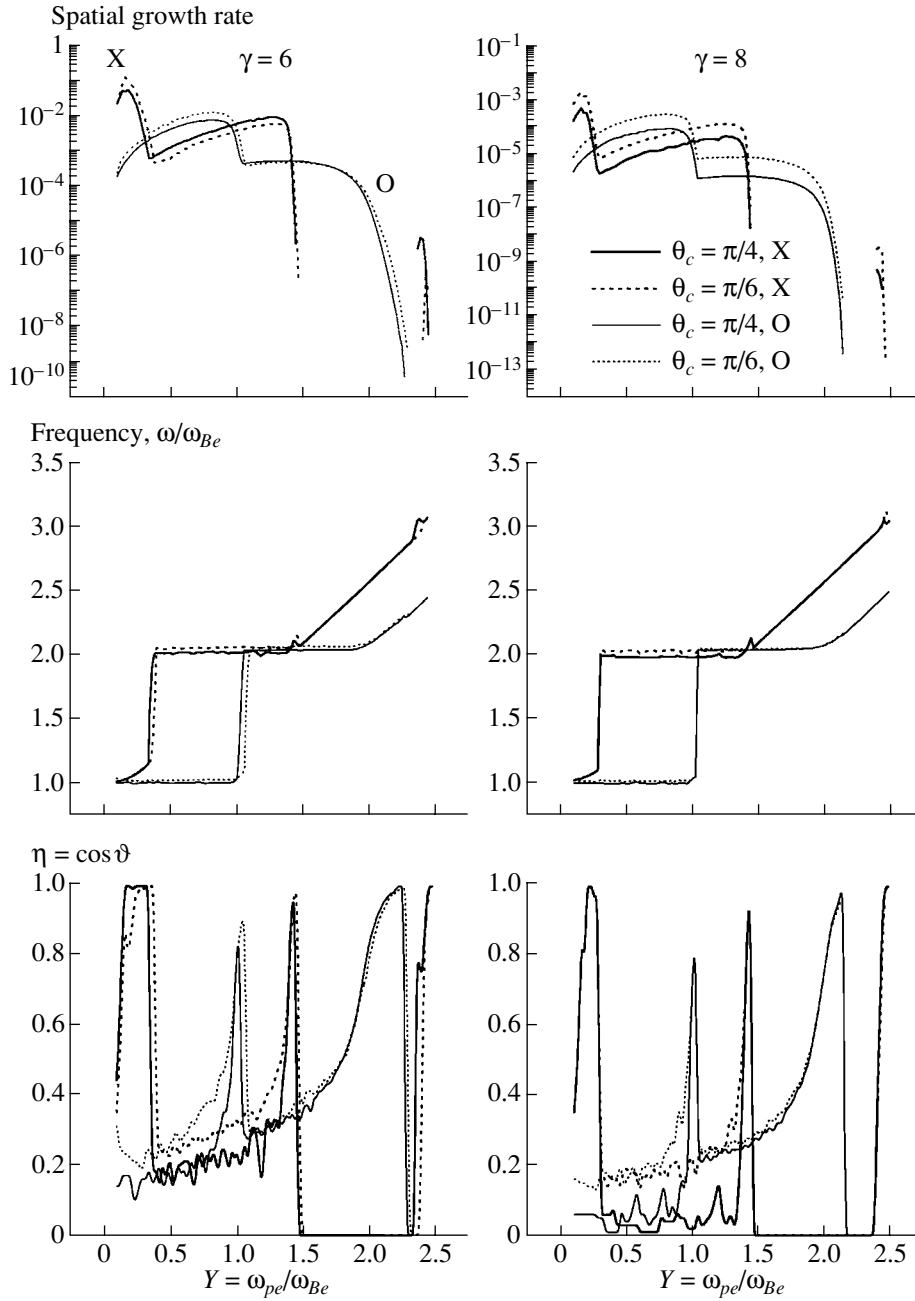 Spatial growth rate
X
γ = 6
γ = 8
O
1
10⁻²
10⁻⁴
10⁻⁶
10⁻⁸
10⁻¹⁰
10⁻¹
10⁻³
10⁻⁵
10⁻⁷
10⁻⁹
10⁻¹¹
10⁻¹³
θc = π/4, X
θc = π/6, X
θc = π/4, O
θc = π/6, O
Frequency, ω/ωBe
3.5
3.0
2.5
2.0
1.5
1.0
η = cosϑ
1.0
0.8
0.6
0.4
0.2
0
0 0.5 1.0 1.5 2.0 2.5
Y = ωpe/ωBe
3.5
3.0
2.5
2.0
1.5
1.0
1.0
0.8
0.6
0.4
0.2
0
0 0.5 1.0 1.5 2.0 2.5
Y = ωpe/ωBe